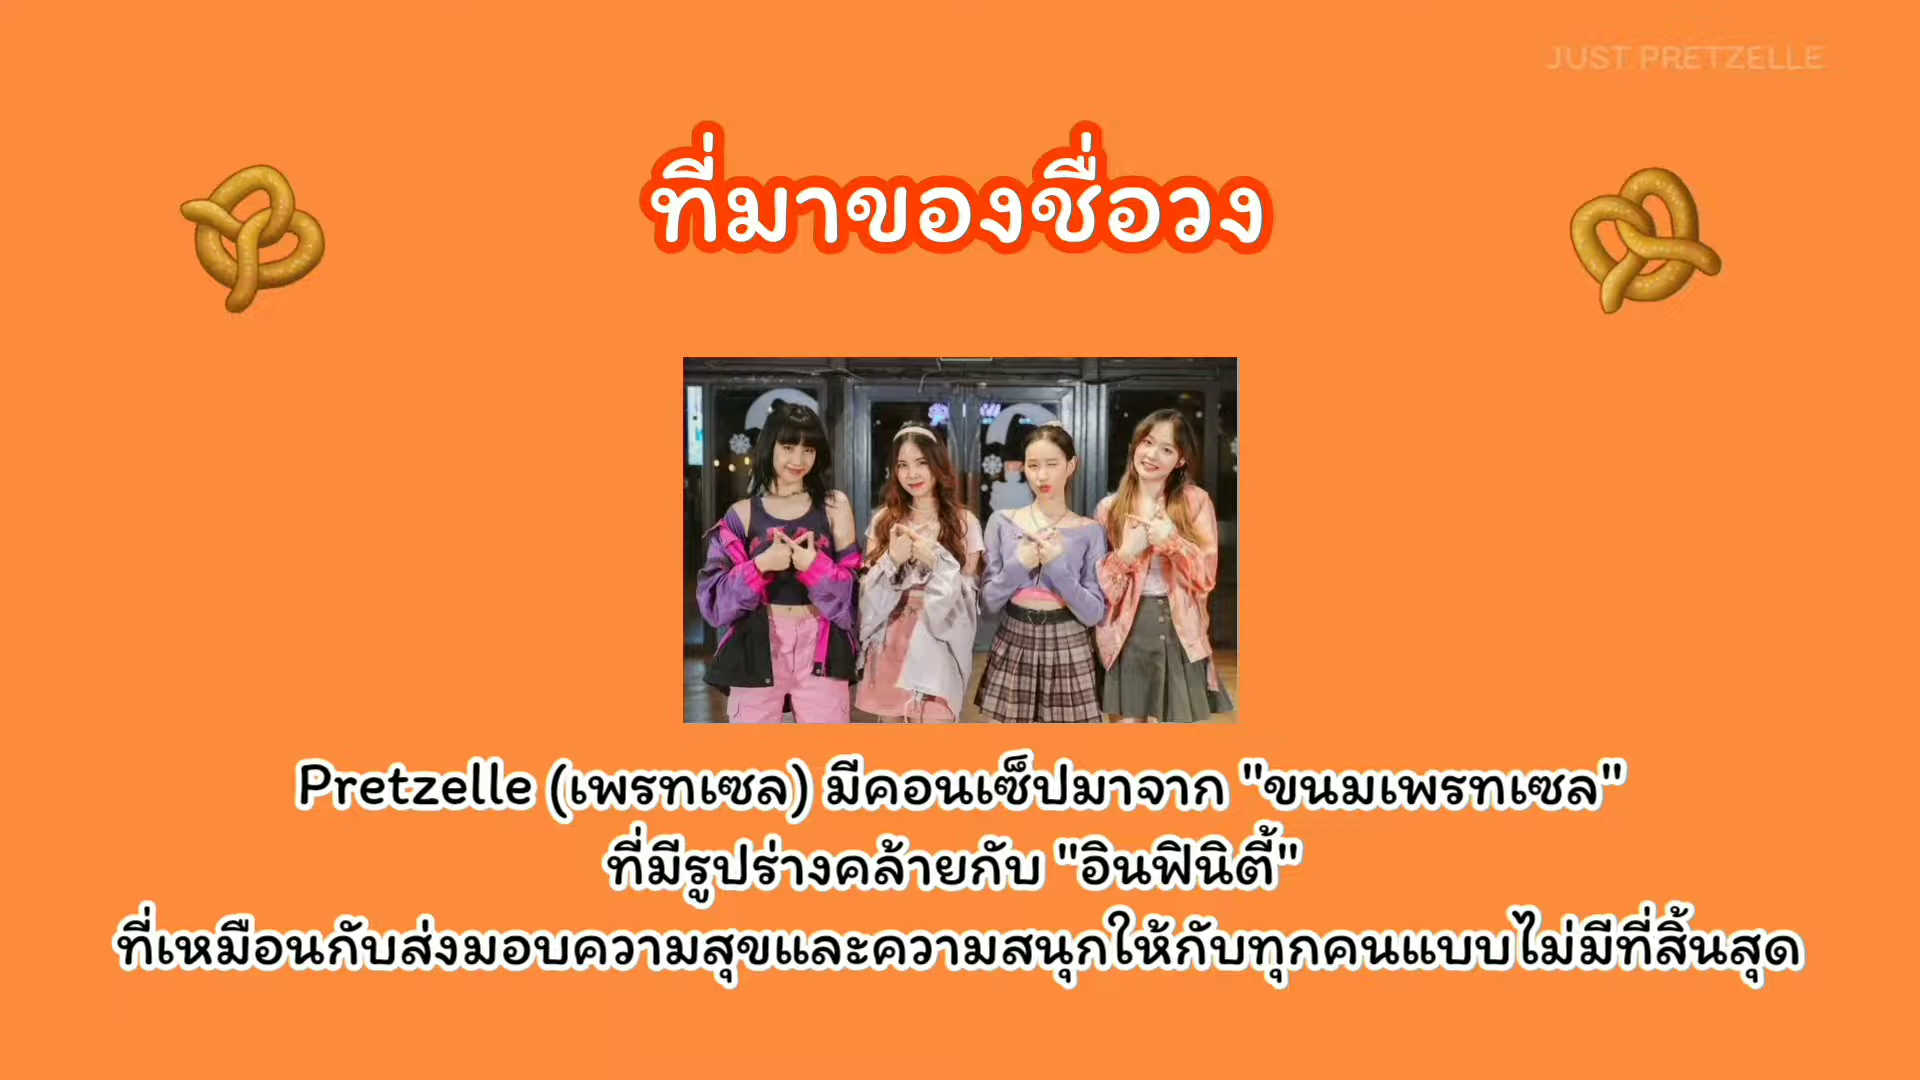 JUST PRETZELLE
ที่มาของชื่อวง
Pretzelle (เพรทเซล) มีคอนเซ็ปมาจาก "ขนมเพรทเซล"
ที่มีรูปร่างคล้ายกับ "อินฟินิตี้"
ที่เหมือนกับส่งมอบความสุขและความสนุกให้กับทุกคนแบบไม่มีที่สิ้นสุด